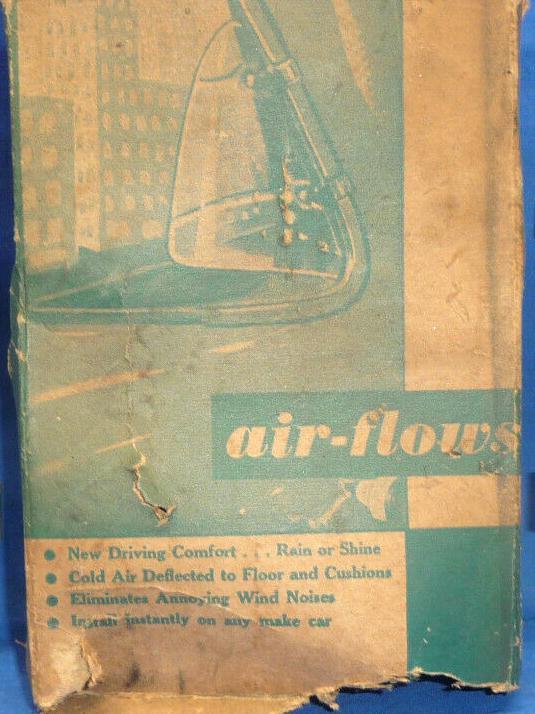 air-flows
New Driving Comfort . . . Rain or Shine
Cold Air Deflected to Floor and Cushions
Eliminates Annoying Wind Noises
Install instantly on any make car